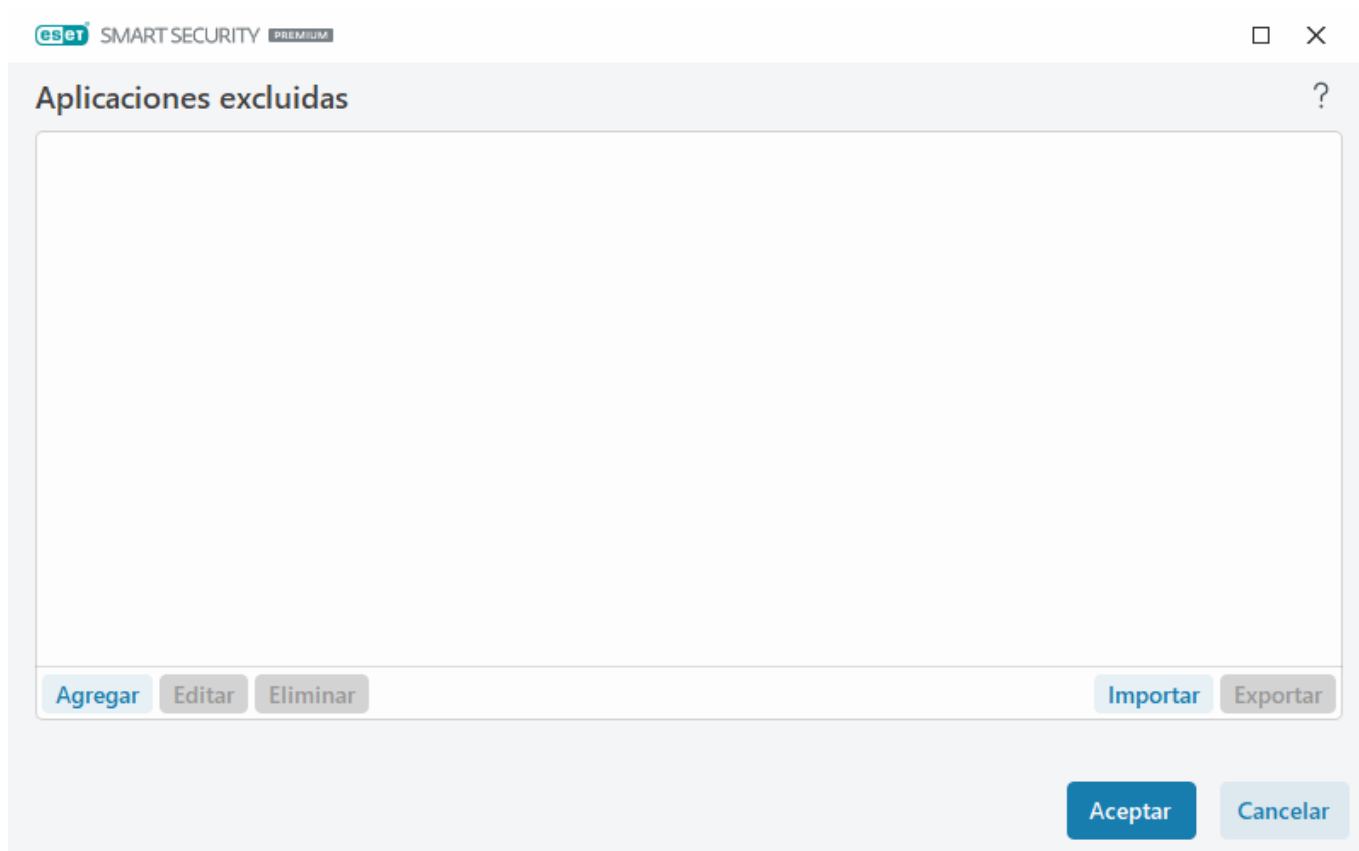 eset SMART SECURITY PREMIUM
Aplicaciones excluidas ?
Agregar Editar Eliminar Importar Exportar
Aceptar Cancelar